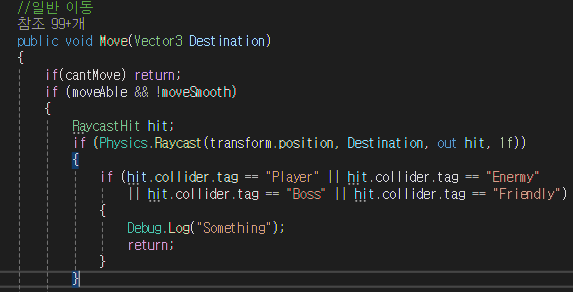 //일반 이동
참조 99+개
public void Move(Vector3 Destination)
{
if(cantMove) return;
if (moveAble && !moveSmooth)
{
RaycastHit hit;
if (Physics.Raycast(transform.position, Destination, out hit, 1f))
{
if (hit.collider.tag == "Player" || hit.collider.tag == "Enermy"
|| hit.collider.tag == "Boss" || hit.collider.tag == "Friendly")
{
Debug.Log("Something");
return;
}
}